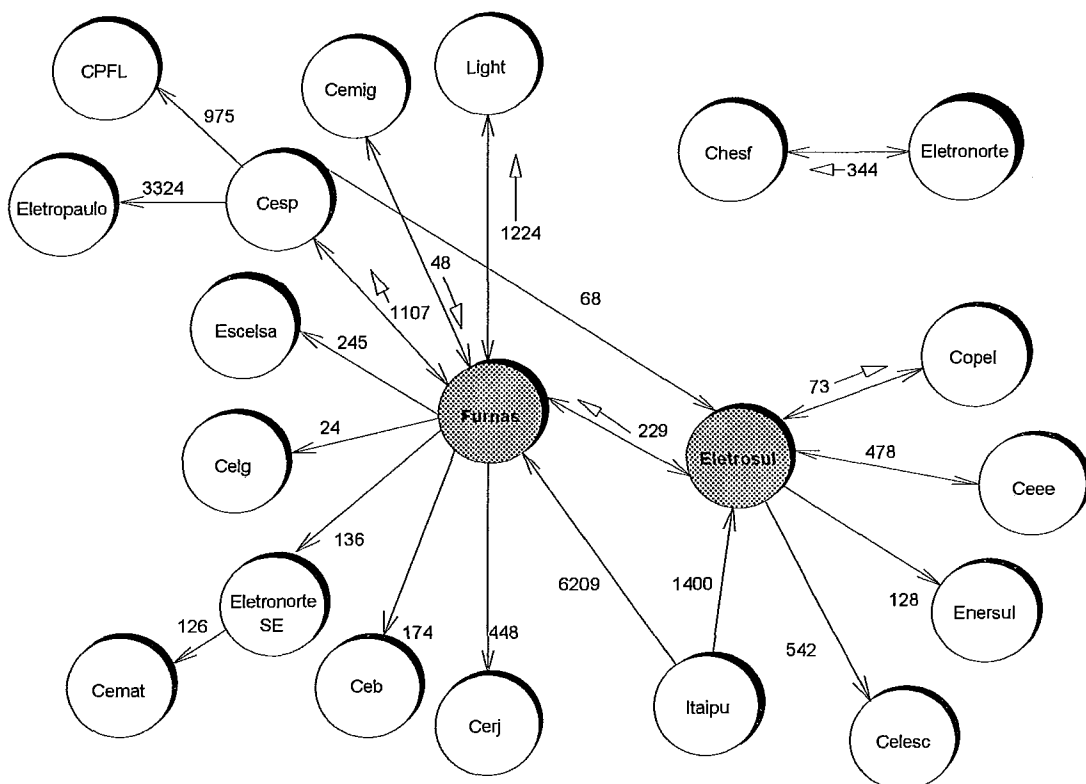 CPFL
Cemig
Light
975
Chesf
Eletronorte
344
Eletropaulo
3324
Cesp
1224
48
1107
68
Escelsa
245
Copel
73
Furnas
24
229
Eletrosul
478
Celg
Ceee
136
6209
1400
128
Eletronorte
SE
Enersul
126
174
448
542
Cemat
Ceb
Itaipu
Cerj
Celesc